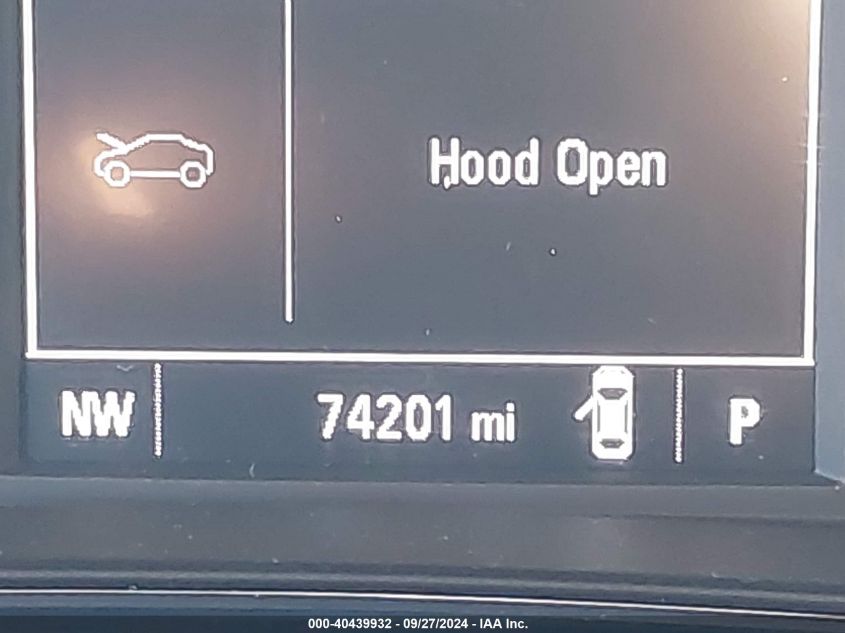 Hood Open
NW 74201 mi P
000-40439932 - 09/27/2024 - IAA Inc.